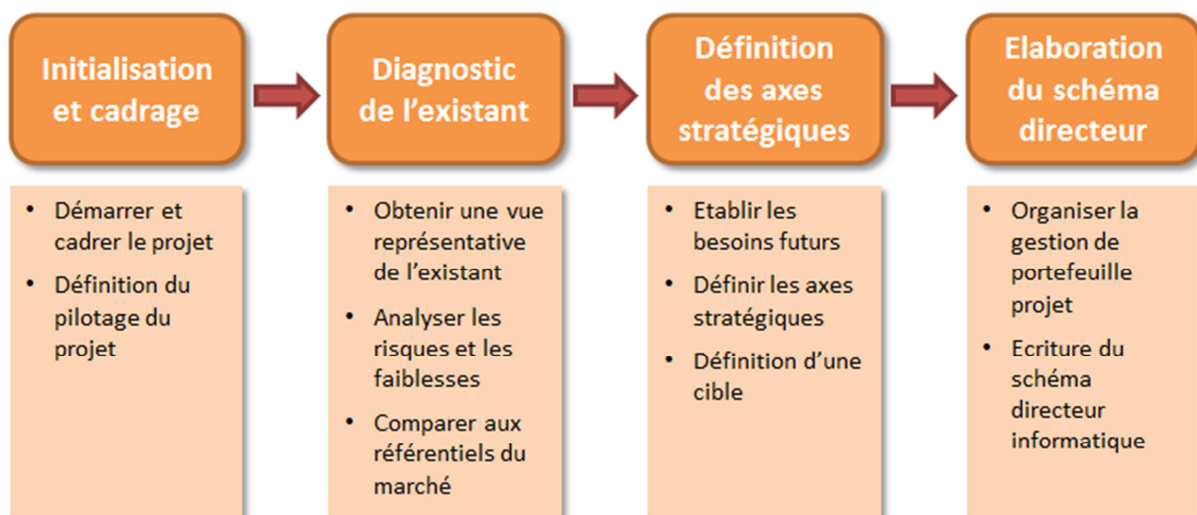 Initialisation
et cadrage
Diagnostic
de l'existant
Définition
des axes
stratégiques
Elaboration
du schéma
directeur
• Démarrer et
cadrer le projet
• Définition du
pilotage du
projet
• Obtenir une vue
représentative
de l'existant
• Analyser les
risques et les
faiblesses
• Comparer aux
référentiels du
marché
• Etablir les
besoins futurs
• Définir les axes
stratégiques
• Définition d'une
cible
• Organiser la
gestion de
portefeuille
projet
• Ecriture du
schéma
directeur
informatique